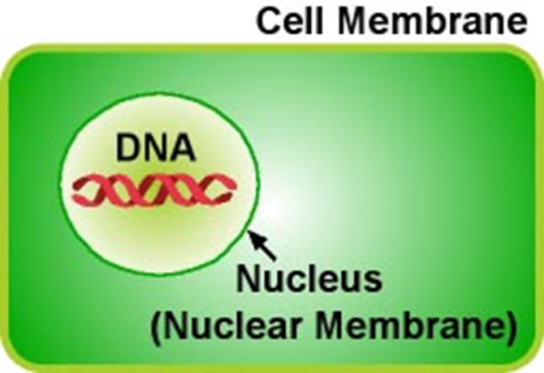 Cell Membrane
DNA
Nucleus
(Nuclear Membrane)